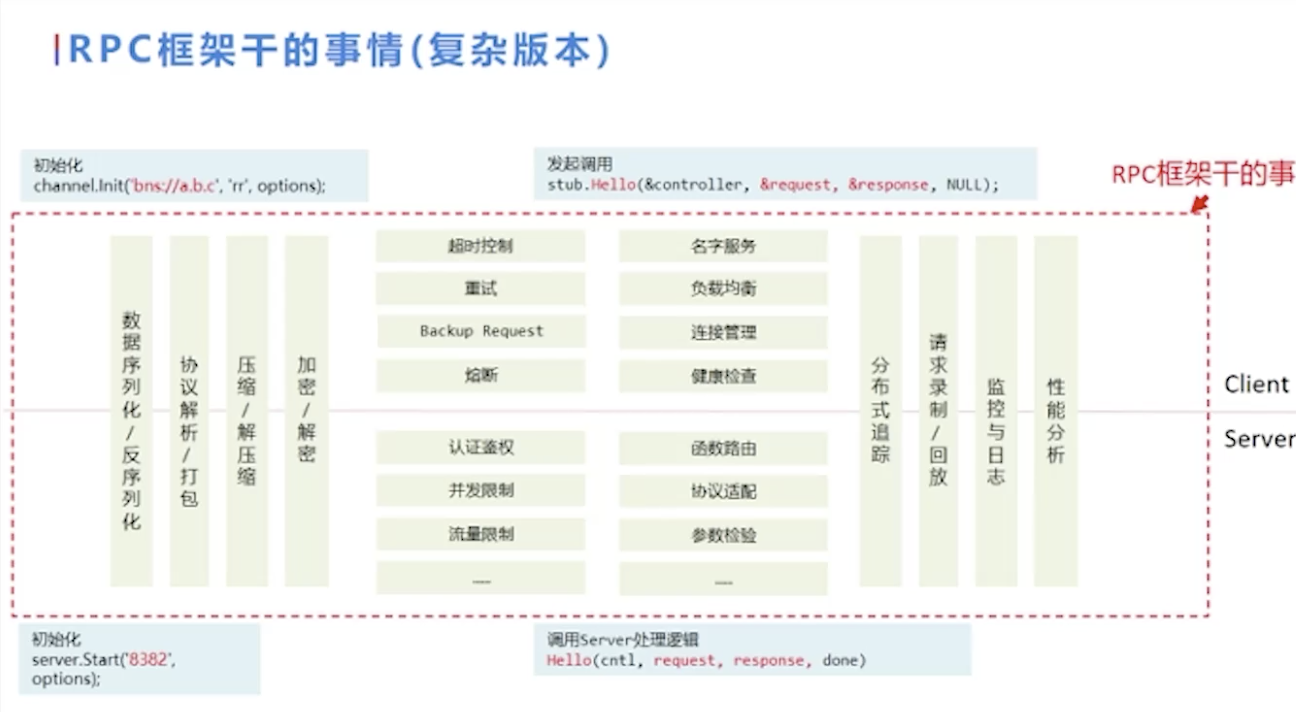 RPC框架干的事情(复杂版本)
初始化
channel.Init('bns://a.b.c', 'rr', options);
发起调用
stub.Hello(&controller, &request, &response, NULL);
RPC框架干的事
数据序列化/反序列化
协议解析/打包
压缩/解压缩
加密/解密
超时控制
重试
Backup Request
熔断
名字服务
负载均衡
连接管理
健康检查
认证鉴权
并发限制
流量限制
......
函数路由
协议适配
参数检验
......
分布式追踪
请求录制/回放
监控与日志
性能分析
Client
Server
初始化
server.Start('8382',
options);
调用Server处理逻辑
Hello(cntl, request, response, done)